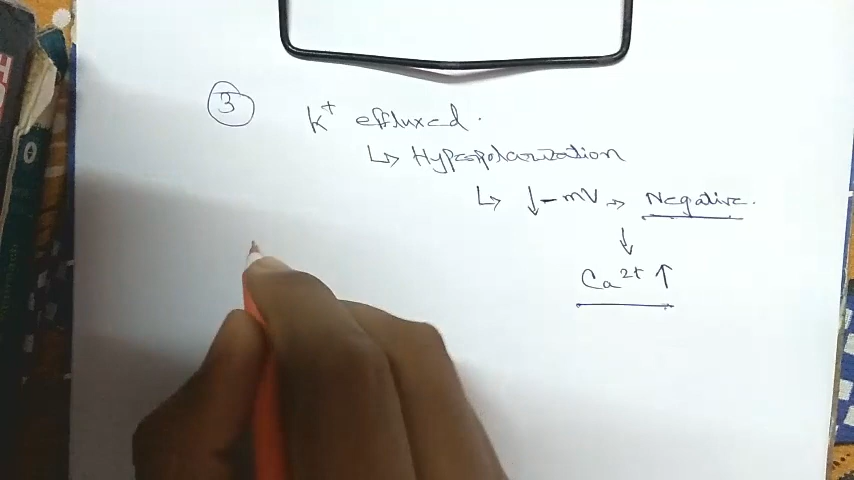 3 K⁺ effluxed.
↳ Hyperpolarization
↳ ↓ -mV → Negative.
↓
Ca²⁺ ↑